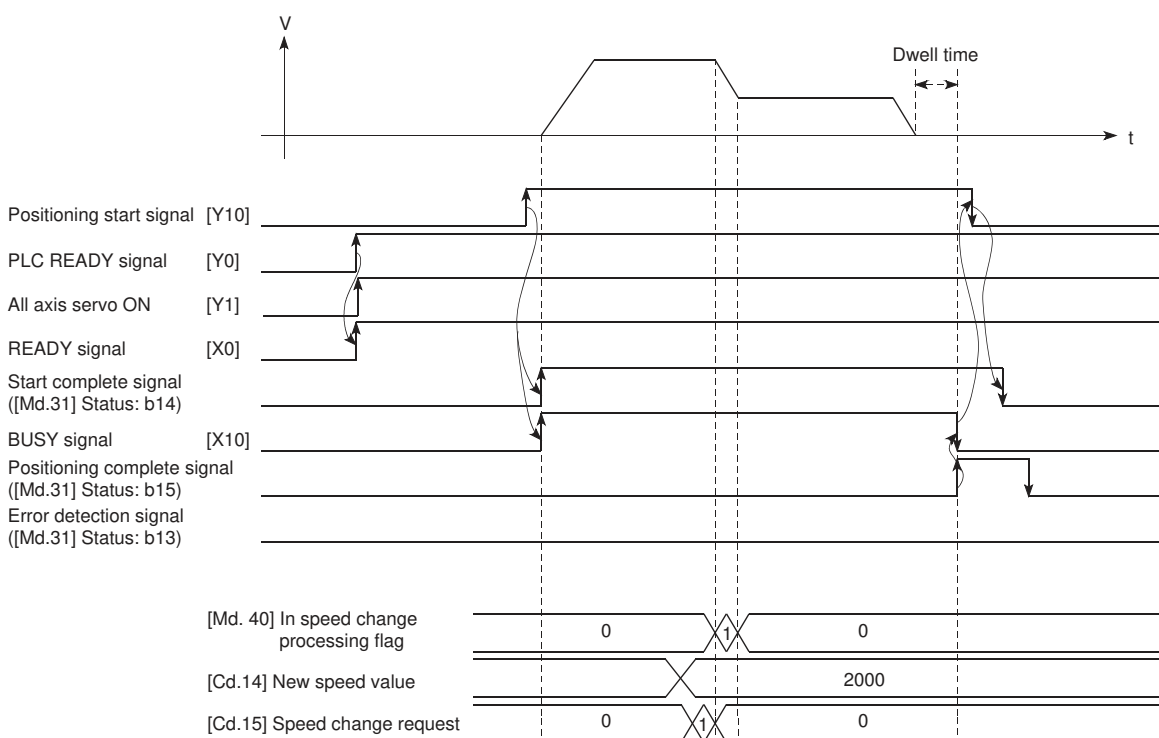 V
Dwell time
t
Positioning start signal [Y10]
PLC READY signal [Y0]
All axis servo ON [Y1]
READY signal [X0]
Start complete signal
([Md.31] Status: b14)
BUSY signal [X10]
Positioning complete signal
([Md.31] Status: b15)
Error detection signal
([Md.31] Status: b13)
[Md. 40] In speed change
processing flag
0 1 0
[Cd.14] New speed value 2000
[Cd.15] Speed change request 0 1 0